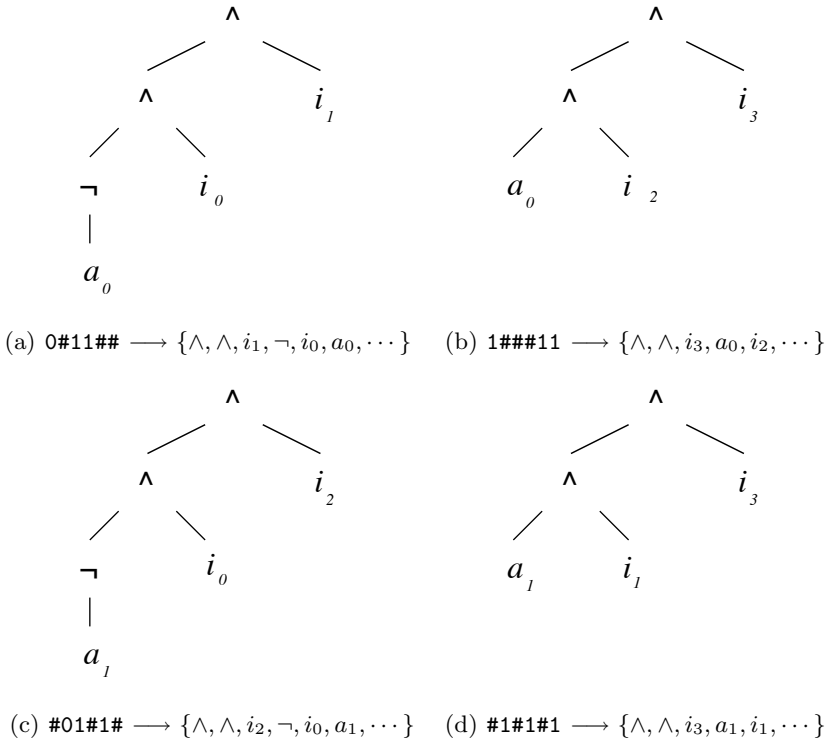 ∧ ∧
∧ i₁ ∧ i₃
¬ i₀ a₀ i₂
a₀
(a) 0#11## ⟶ {∧, ∧, i₁, ¬, i₀, a₀, ⋯} (b) 1###11 ⟶ {∧, ∧, i₃, a₀, i₂, ⋯}
∧ ∧
∧ i₂ ∧ i₃
¬ i₀ a₁ i₁
a₁
(c) #01#1# ⟶ {∧, ∧, i₂, ¬, i₀, a₁, ⋯} (d) #1#1#1 ⟶ {∧, ∧, i₃, a₁, i₁, ⋯}